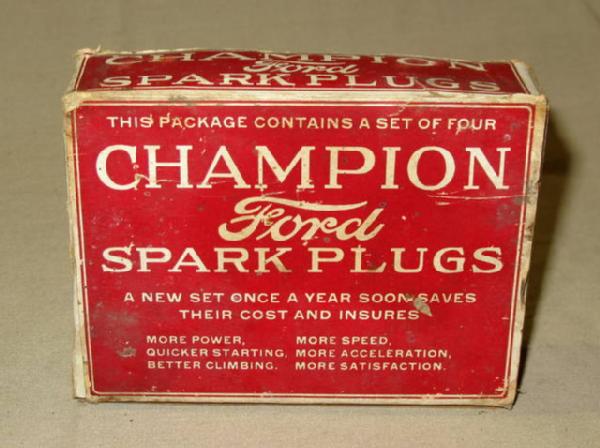 CHAMPION
Ford
SPARK PLUGS
THIS PACKAGE CONTAINS A SET OF FOUR
CHAMPION
Ford
SPARK PLUGS
A NEW SET ONCE A YEAR SOON SAVES
THEIR COST AND INSURES
MORE POWER, MORE SPEED,
QUICKER STARTING, MORE ACCELERATION,
BETTER CLIMBING. MORE SATISFACTION.